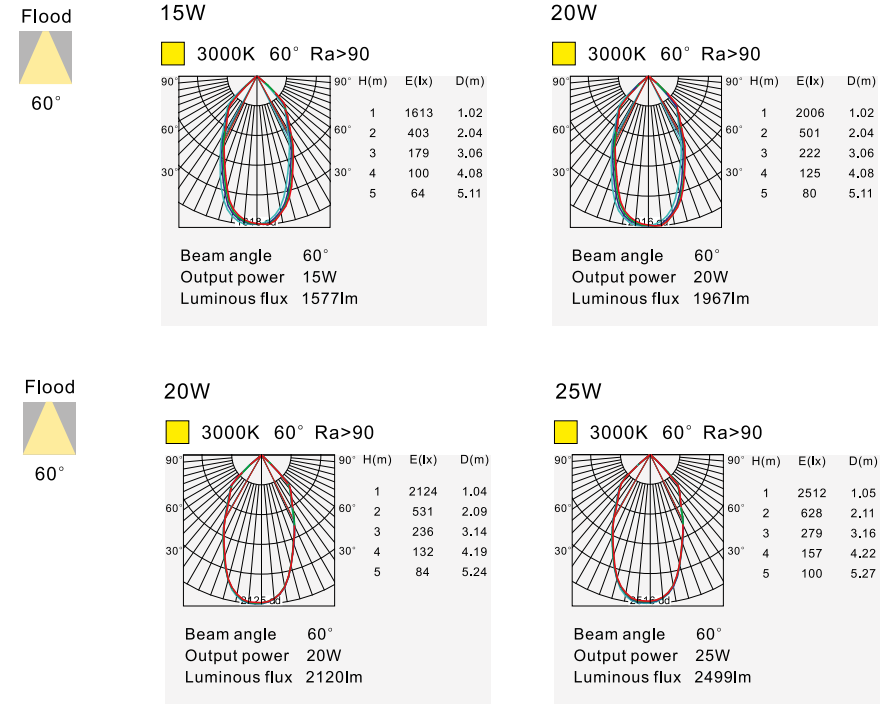 Flood
60°
15W
3000K 60° Ra>90
90° 90° H(m) E(lx) D(m)
1 1613 1.02
60° 60° 2 403 2.04
3 179 3.06
30° 30° 4 100 4.08
5 64 5.11
1618 cd
Beam angle 60°
Output power 15W
Luminous flux 1577lm
20W
3000K 60° Ra>90
90° 90° H(m) E(lx) D(m)
1 2006 1.02
60° 60° 2 501 2.04
3 222 3.06
30° 30° 4 125 4.08
5 80 5.11
2016 cd
Beam angle 60°
Output power 20W
Luminous flux 1967lm
Flood
60°
20W
3000K 60° Ra>90
90° 90° H(m) E(lx) D(m)
1 2124 1.04
60° 60° 2 531 2.09
3 236 3.14
30° 30° 4 132 4.19
5 84 5.24
2125 cd
Beam angle 60°
Output power 20W
Luminous flux 2120lm
25W
3000K 60° Ra>90
90° 90° H(m) E(lx) D(m)
1 2512 1.05
60° 60° 2 628 2.11
3 279 3.16
30° 30° 4 157 4.22
5 100 5.27
2516 cd
Beam angle 60°
Output power 25W
Luminous flux 2499lm